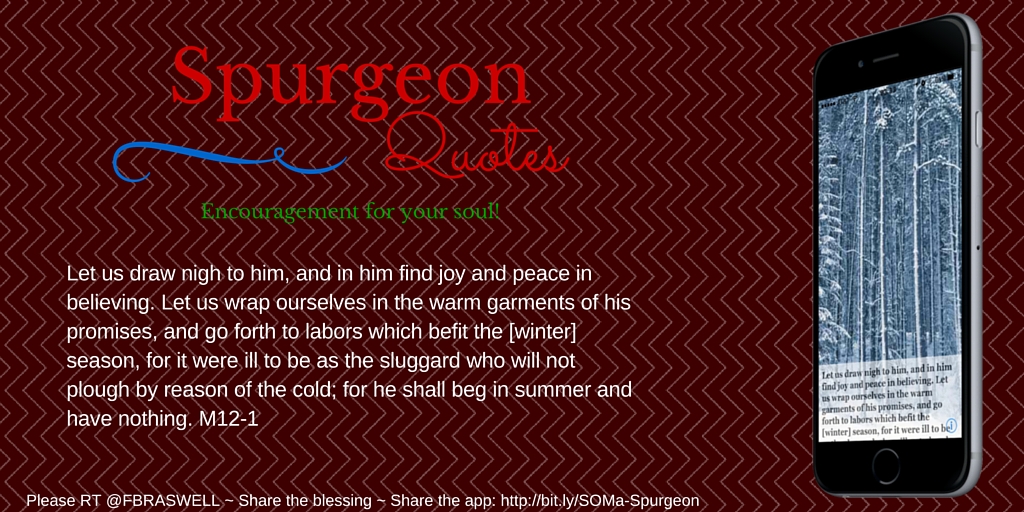 Spurgeon
Quotes
Encouragement for your soul!
Let us draw nigh to him, and in him find joy and peace in
believing. Let us wrap ourselves in the warm garments of his
promises, and go forth to labors which befit the [winter]
season, for it were ill to be as the sluggard who will not
plough by reason of the cold; for he shall beg in summer and
have nothing. M12-1
Let us draw nigh to him, and in him
find joy and peace in believing. Let
us wrap ourselves in the warm
garments of his promises, and go
forth to labors which befit the
[winter] season, for it were ill to be
Please RT @FBRASWELL ~ Share the blessing ~ Share the app: http://bit.ly/SOMa-Spurgeon